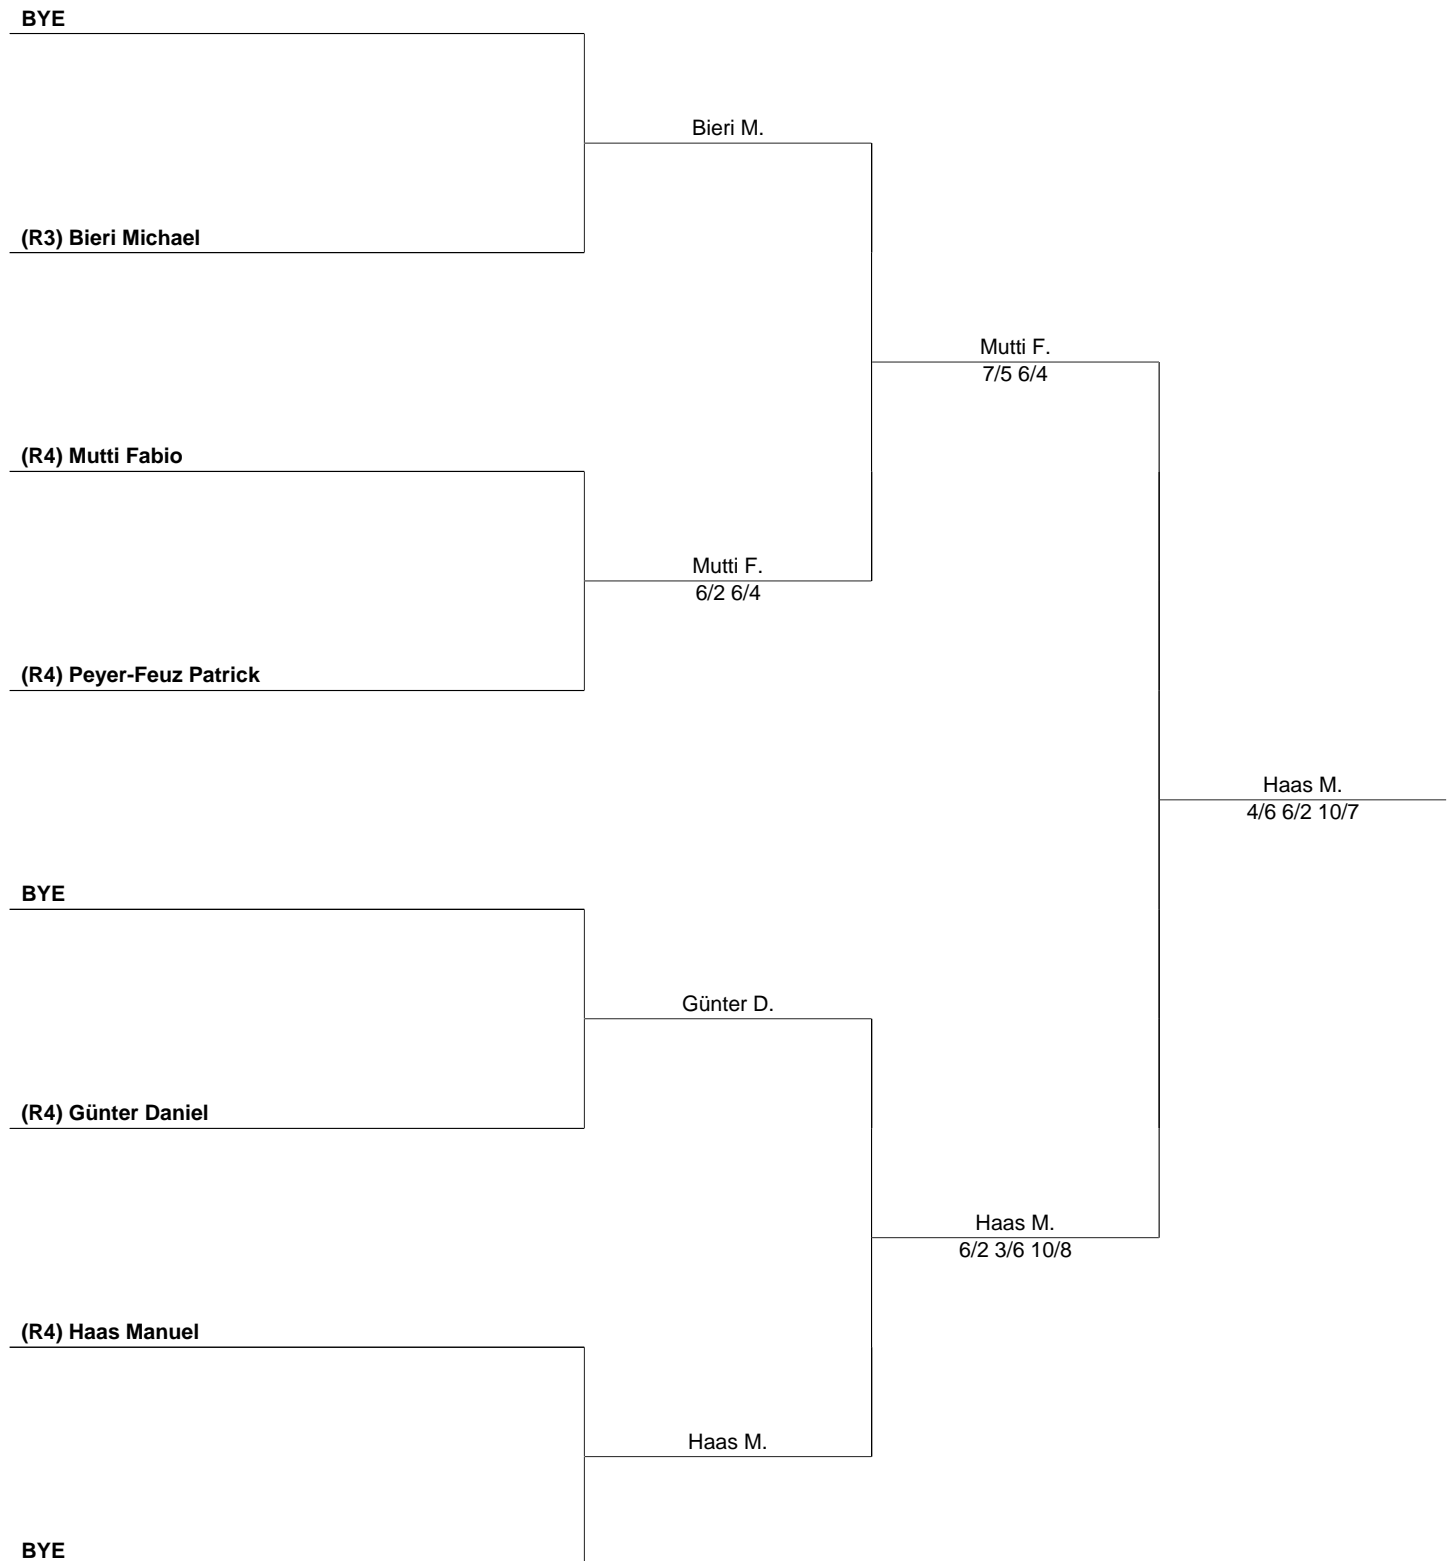 BYE
Bieri M.
(R3) Bieri Michael
Mutti F.
7/5 6/4
(R4) Mutti Fabio
Mutti F.
6/2 6/4
(R4) Peyer-Feuz Patrick
Haas M.
4/6 6/2 10/7
BYE
Günter D.
(R4) Günter Daniel
Haas M.
6/2 3/6 10/8
(R4) Haas Manuel
Haas M.
BYE